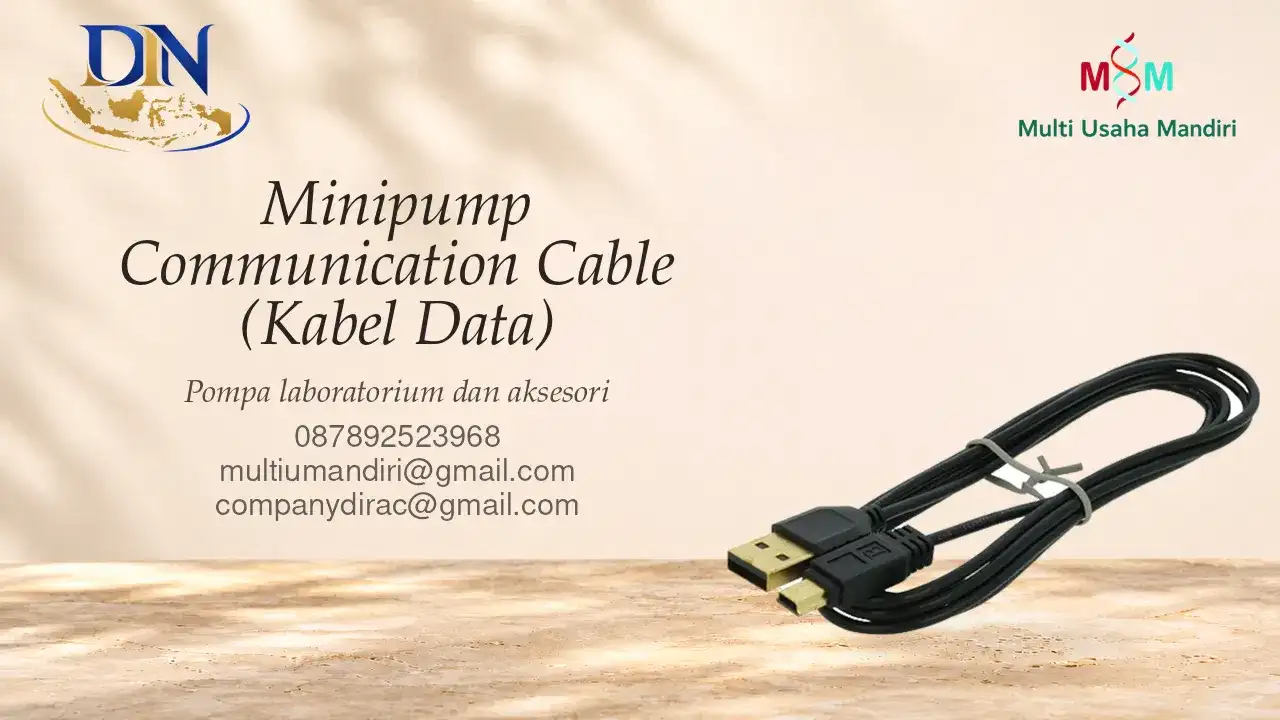 DN
M M
Multi Usaha Mandiri
Minipump
Communication Cable
(Kabel Data)
Pompa laboratorium dan aksesori
087892523968
multiumandiri@gmail.com
companydirac@gmail.com